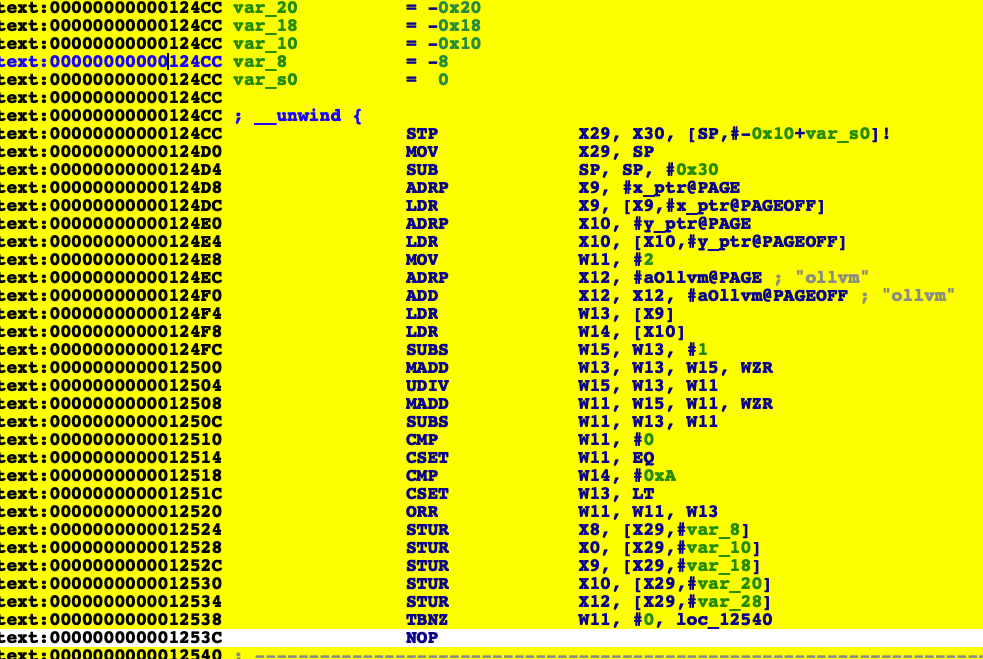 text:00000000000124CC var_20 = -0x20
text:00000000000124CC var_18 = -0x18
text:00000000000124CC var_10 = -0x10
text:00000000000124CC var_8 = -8
text:00000000000124CC var_s0 = 0
text:00000000000124CC
text:00000000000124CC ; __unwind {
text:00000000000124CC STP X29, X30, [SP,#-0x10+var_s0]!
text:00000000000124D0 MOV X29, SP
text:00000000000124D4 SUB SP, SP, #0x30
text:00000000000124D8 ADRP X9, #x_ptr@PAGE
text:00000000000124DC LDR X9, [X9,#x_ptr@PAGEOFF]
text:00000000000124E0 ADRP X10, #y_ptr@PAGE
text:00000000000124E4 LDR X10, [X10,#y_ptr@PAGEOFF]
text:00000000000124E8 MOV W11, #2
text:00000000000124EC ADRP X12, #aOllvm@PAGE ; "ollvm"
text:00000000000124F0 ADD X12, X12, #aOllvm@PAGEOFF ; "ollvm"
text:00000000000124F4 LDR W13, [X9]
text:00000000000124F8 LDR W14, [X10]
text:00000000000124FC SUBS W15, W13, #1
text:0000000000012500 MADD W13, W13, W15, WZR
text:0000000000012504 UDIV W15, W13, W11
text:0000000000012508 MADD W11, W15, W11, WZR
text:000000000001250C SUBS W11, W13, W11
text:0000000000012510 CMP W11, #0
text:0000000000012514 CSET W11, EQ
text:0000000000012518 CMP W14, #0xA
text:000000000001251C CSET W13, LT
text:0000000000012520 ORR W11, W11, W13
text:0000000000012524 STUR X8, [X29,#var_8]
text:0000000000012528 STUR X0, [X29,#var_10]
text:000000000001252C STUR X9, [X29,#var_18]
text:0000000000012530 STUR X10, [X29,#var_20]
text:0000000000012534 STUR X12, [X29,#var_28]
text:0000000000012538 TBNZ W11, #0, loc_12540
text:000000000001253C NOP
text:0000000000012540 ; ---------------------------------------------------------------------------